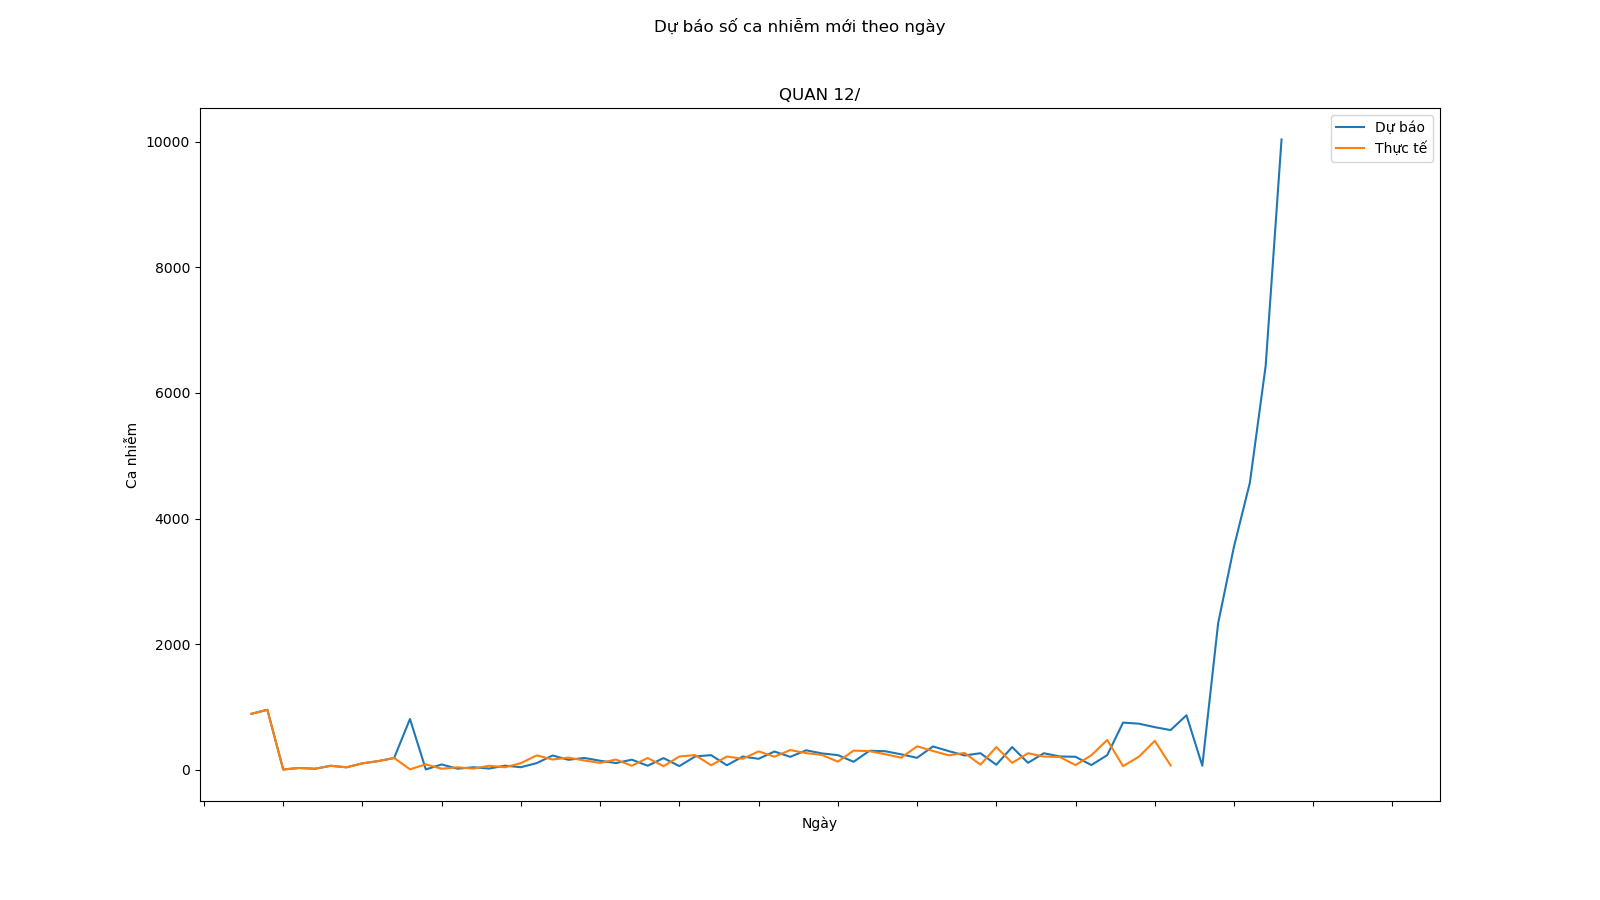 Dự báo số ca nhiễm mới theo ngày
QUAN 12/
Dự báo
Thực tế
10000
8000
6000
4000
2000
0
Ca nhiễm
Ngày